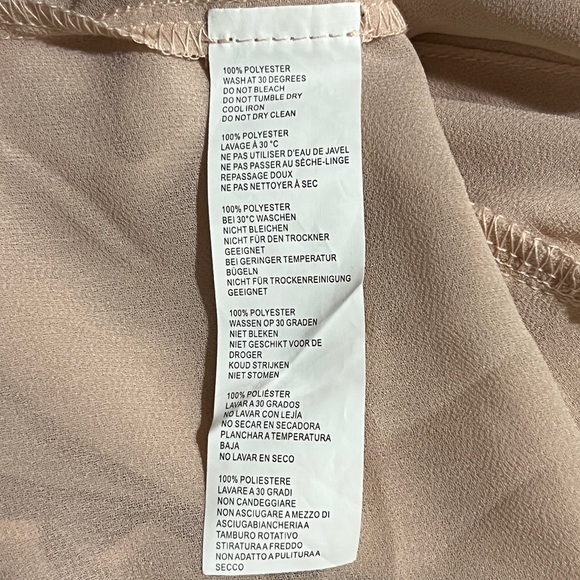 100% POLYESTER
WASH AT 30 DEGREES
DO NOT BLEACH
DO NOT TUMBLE DRY
COOL IRON
DO NOT DRY CLEAN
100% POLYESTER
LAVAGE À 30 °C
NE PAS UTILISER D'EAU DE JAVEL
NE PAS PASSER AU SÈCHE-LINGE
REPASSAGE DOUX
NE PAS NETTOYER À SEC
100% POLYESTER
BEI 30°C WASCHEN
NICHT BLEICHEN
NICHT FÜR DEN TROCKNER
GEEIGNET
BEI GERINGER TEMPERATUR
BÜGELN
NICHT FÜR TROCKENREINIGUNG
GEEIGNET
100% POLYESTER
WASSEN OP 30 GRADEN
NIET BLEKEN
NIET GESCHIKT VOOR DE
DROGER
KOUD STRIJKEN
NIET STOMEN
100% POLIÉSTER
LAVAR A 30 GRADOS
NO LAVAR CON LEJÍA
NO SECAR EN SECADORA
PLANCHAR A TEMPERATURA
BAJA
NO LAVAR EN SECO
100% POLIESTERE
LAVARE A 30 GRADI
NON CANDEGGIARE
NON ASCIUGARE A MEZZO DI
ASCIUGABIANCHERIA A
TAMBURO ROTATIVO
STIRATURA A FREDDO
NON ADATTO A PULITURA A
SECCO